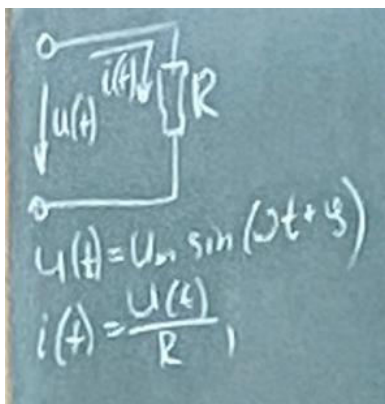 i(t)
R
u(t)
u(t) = Um sin(ωt + φ)
i(t) = u(t)/R ,